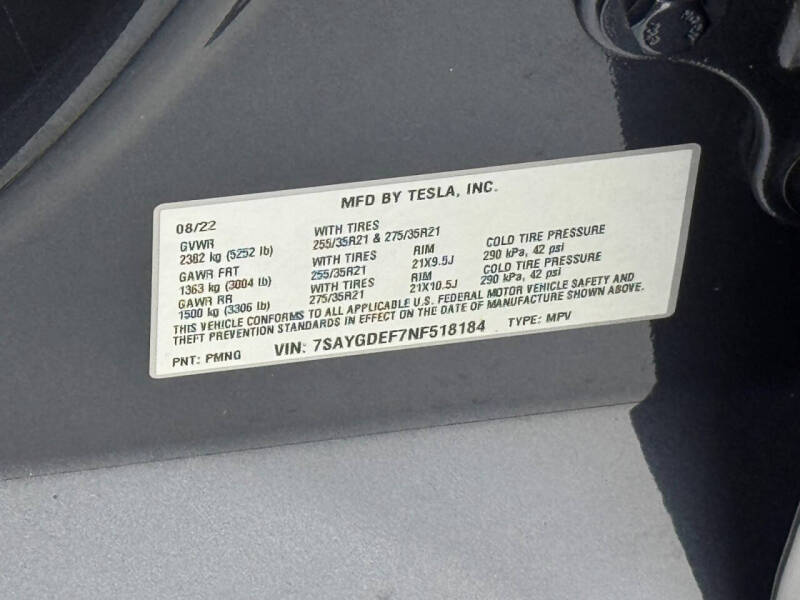 MFD BY TESLA, INC.
08/22
GVWR WITH TIRES
2382 kg (5252 lb) 255/35R21 & 275/35R21
GAWR FRT WITH TIRES RIM COLD TIRE PRESSURE
1363 kg (3004 lb) 255/35R21 21X9.5J 290 kPa, 42 psi
GAWR RR WITH TIRES RIM COLD TIRE PRESSURE
1500 kg (3306 lb) 275/35R21 21X10.5J 290 kPa, 42 psi
THIS VEHICLE CONFORMS TO ALL APPLICABLE U.S. FEDERAL MOTOR VEHICLE SAFETY AND
THEFT PREVENTION STANDARDS IN EFFECT ON THE DATE OF MANUFACTURE SHOWN ABOVE.
PNT: PMNG VIN: 7SAYGDEF7NF518184 TYPE: MPV